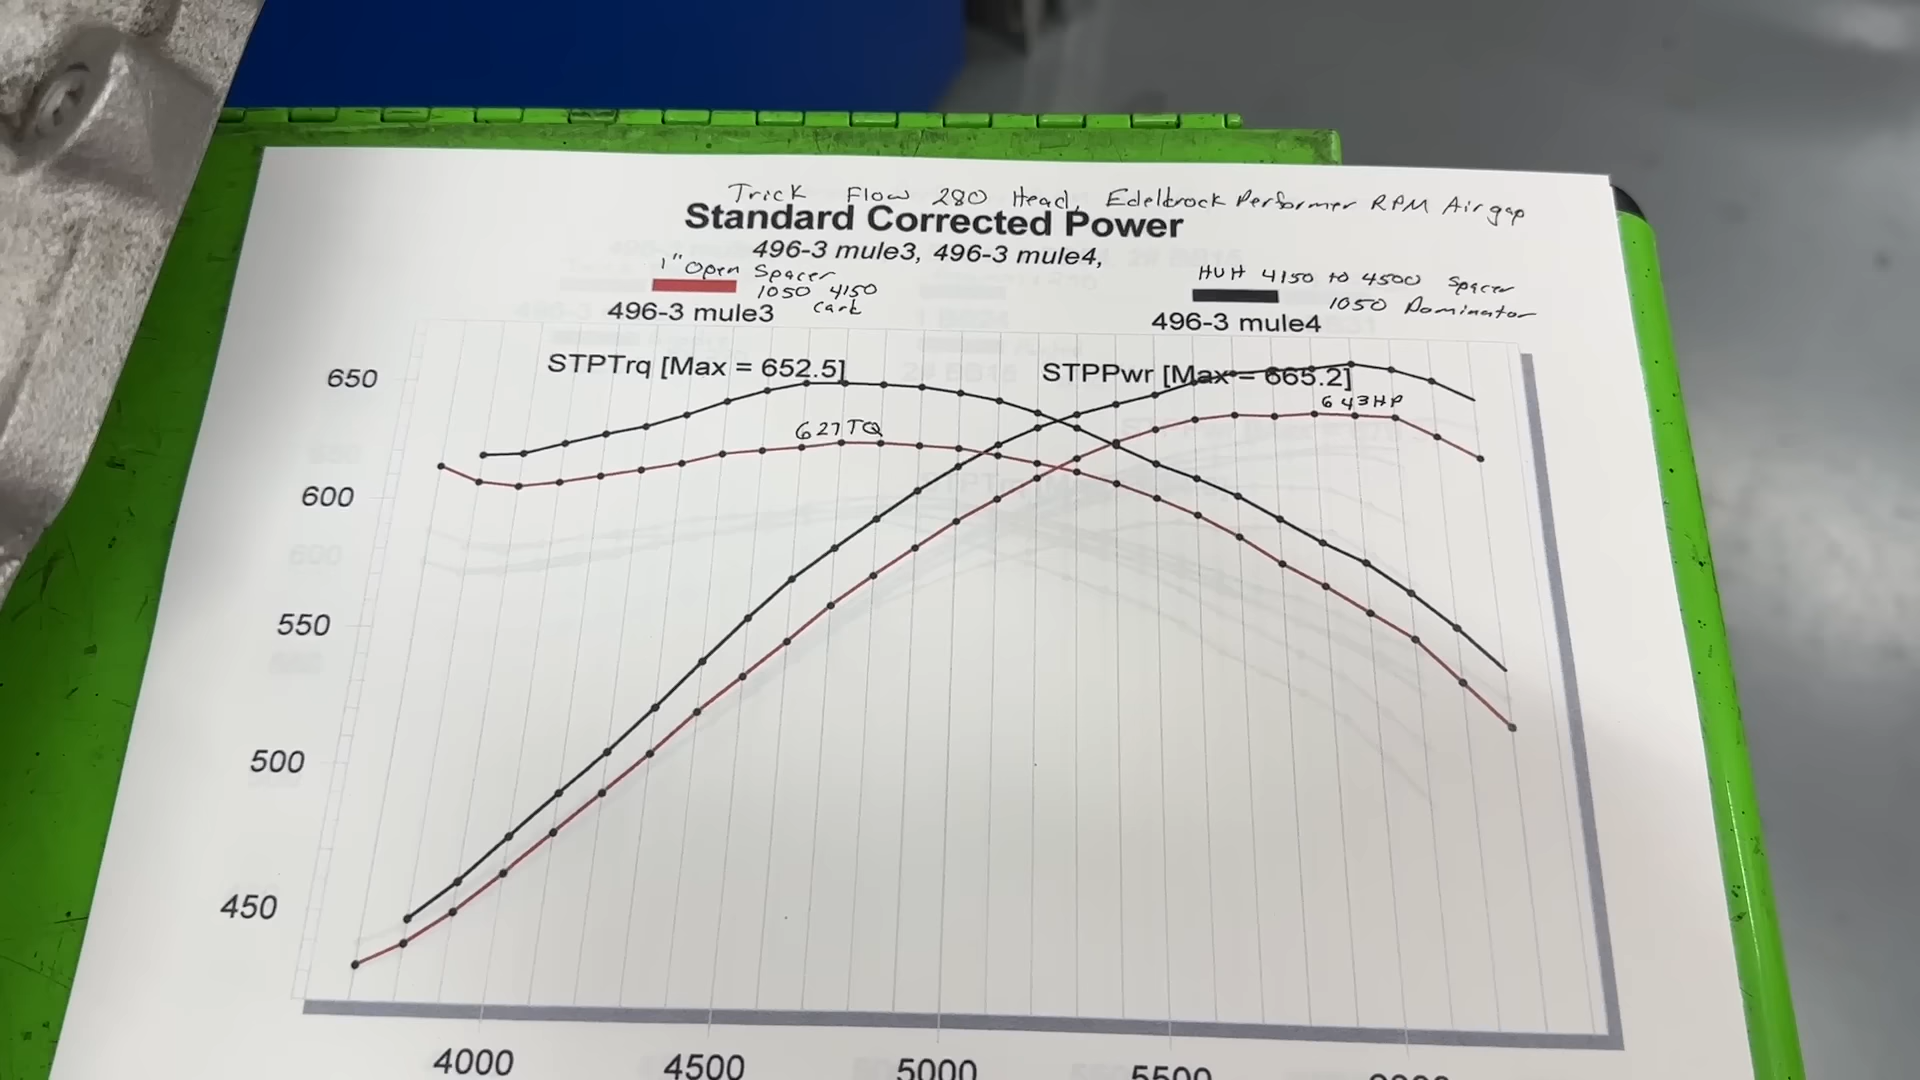 Trick Flow 280 Head, Edelbrock Performer RPM Airgap
Standard Corrected Power
496-3 mule3, 496-3 mule4,
1" Open Spacer
1050 4150
Carb
496-3 mule3
HVH 4150 to 4500 Spacer
1050 Dominator
496-3 mule4
STPTrq [Max = 652.5]
STPPwr [Max = 665.2]
643HP
627TQ
650
600
550
500
450
4000 4500 5000 5500